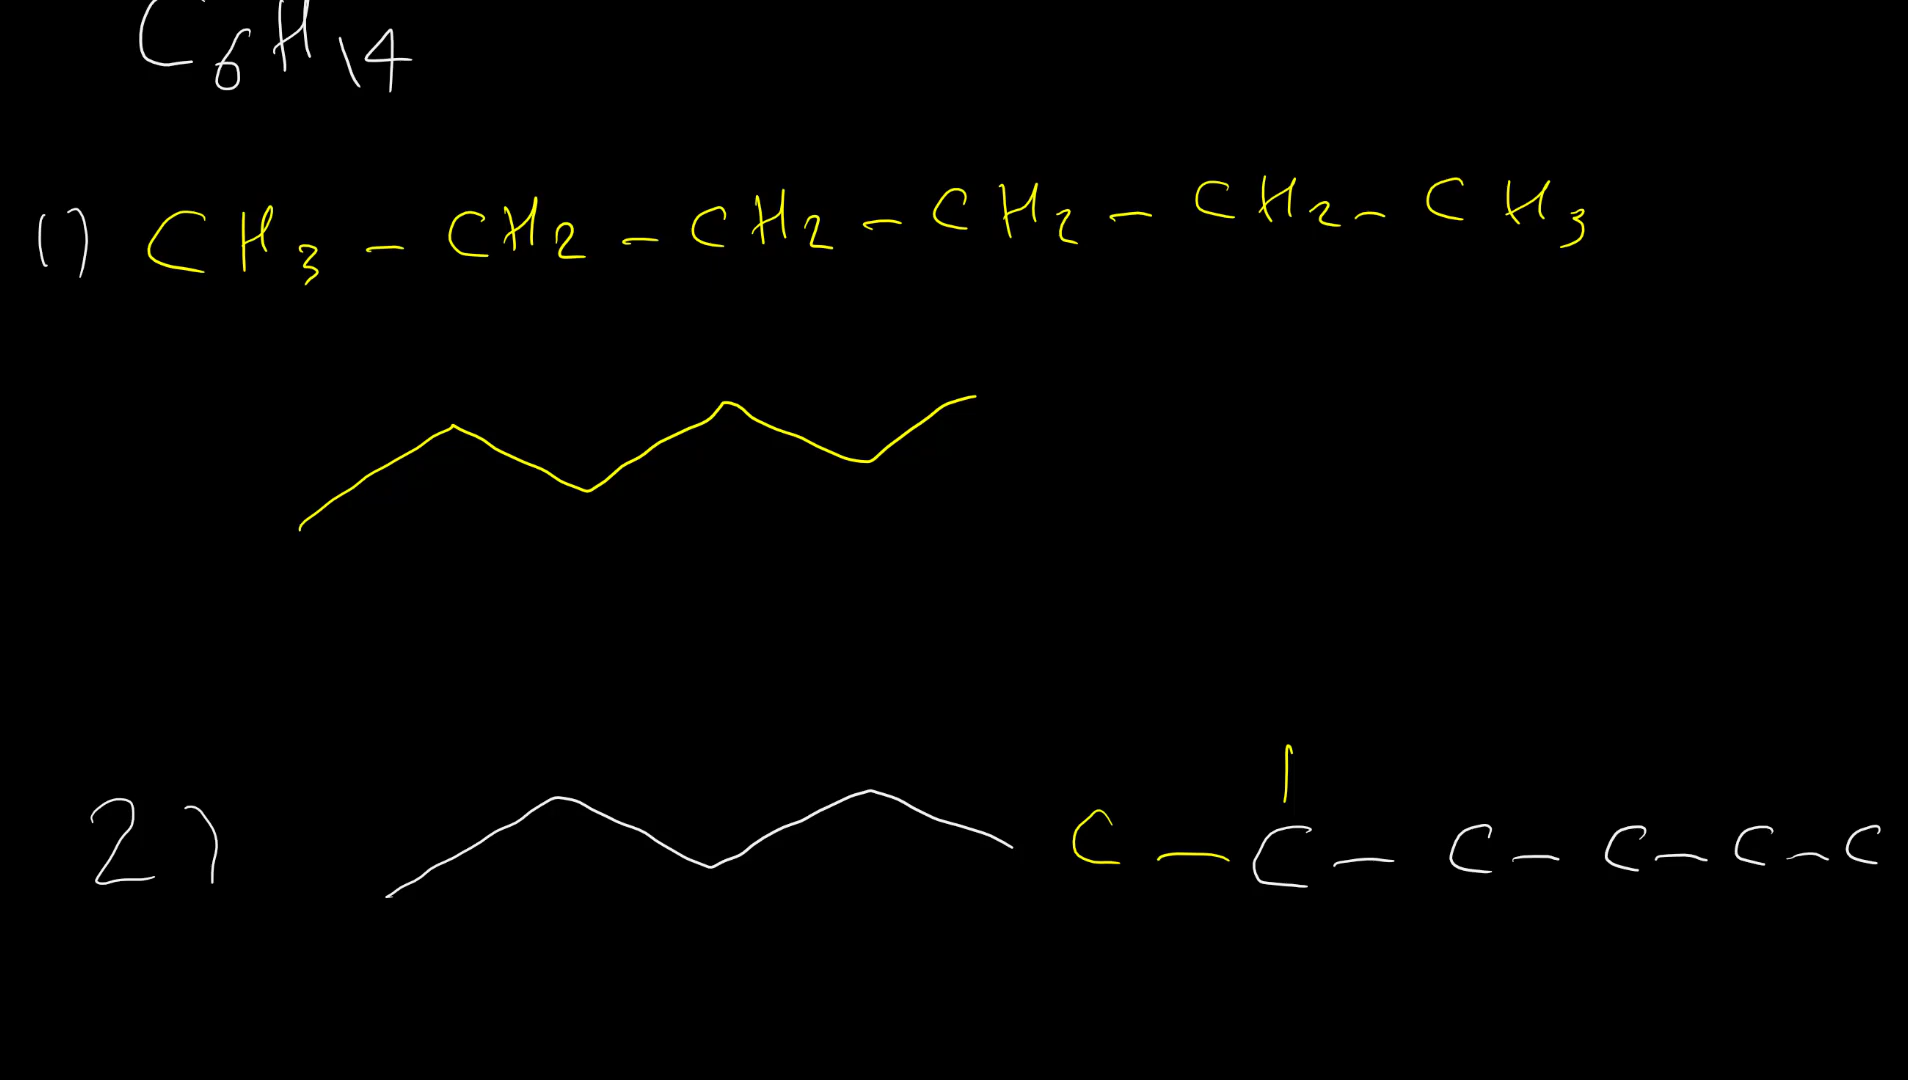 C6H14
1) CH3 - CH2 - CH2 - CH2 - CH2 - CH3
2) C - C - C - C - C - C